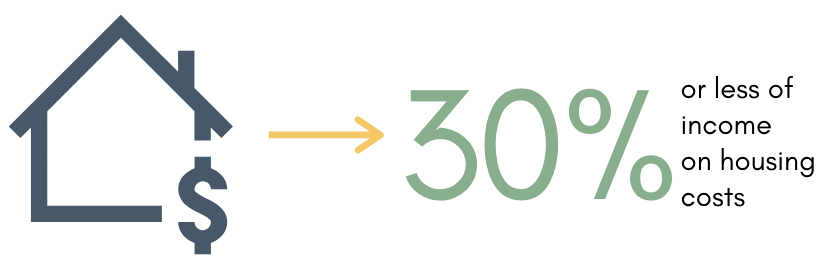 $
30%
or less of
income
on housing
costs